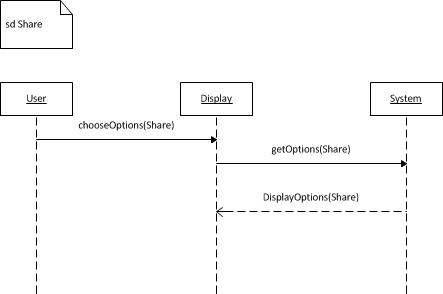 sd Share
User
Display
System
chooseOptions(Share)
getOptions(Share)
DisplayOptions(Share)